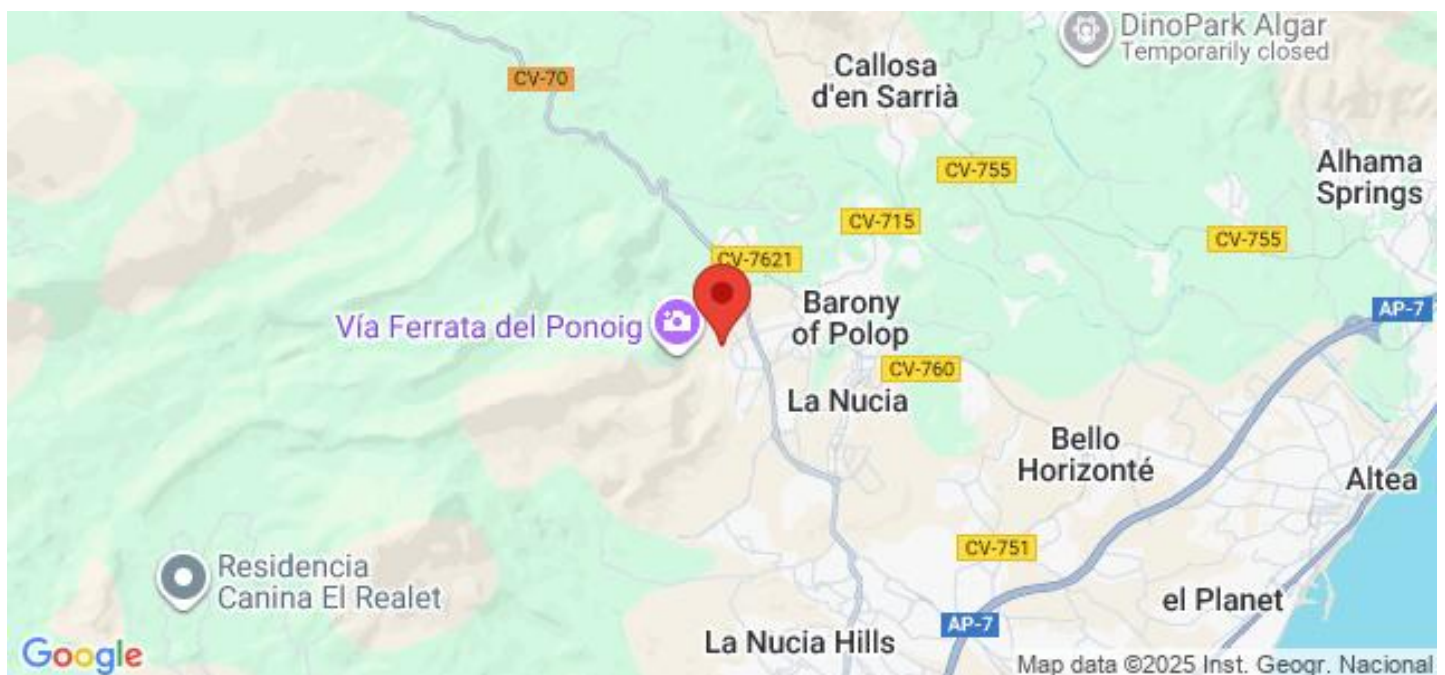 DinoPark Algar
Temporarily closed
Callosa
d'en Sarrià
CV-70
Alhama
Springs
CV-755
CV-715
CV-755
CV-7621
Barony
of Polop
AP-7
Vía Ferrata del Ponoig
CV-760
La Nucia
Bello
Horizonté
Altea
CV-751
Residencia
Canina El Realet
el Planet
AP-7
La Nucia Hills
Google
Map data ©2025 Inst. Geogr. Nacional